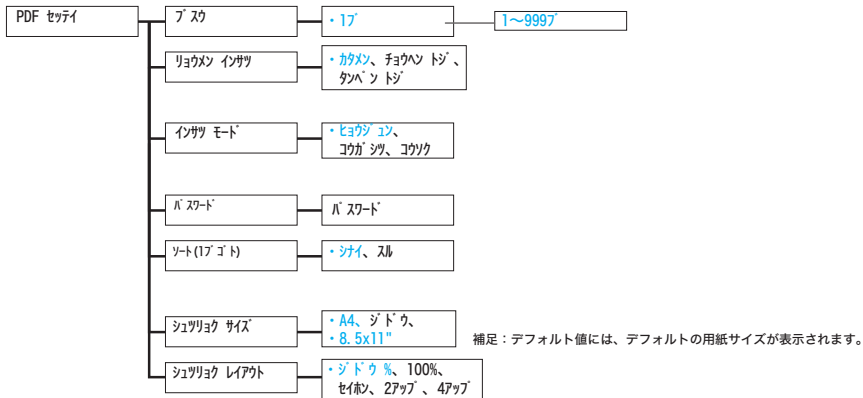 PDF ｾｯﾃｲ
ﾌﾞｽｳ
・1ﾌﾞ
1～999ﾌﾞ
ﾘｮｳﾒﾝ ｲﾝｻﾂ
・ｶﾀﾒﾝ、ﾁｮｳﾍﾝ ﾄｼﾞ、
ﾀﾝﾍﾟﾝ ﾄｼﾞ
ｲﾝｻﾂ ﾓｰﾄﾞ
・ﾋｮｳｼﾞｭﾝ、
ｺｳｶﾞｼﾂ、ｺｳｿｸ
ﾊﾟｽﾜｰﾄﾞ
ﾊﾟｽﾜｰﾄﾞ
ｿｰﾄ(1ﾌﾞｺﾞﾄ)
・ｼﾅｲ、ｽﾙ
ｼｭﾂﾘｮｸ ｻｲｽﾞ
・A4、ｼﾞﾄﾞｳ、
・8.5x11"
補足：デフォルト値には、デフォルトの用紙サイズが表示されます。
ｼｭﾂﾘｮｸ ﾚｲｱｳﾄ
・ｼﾞﾄﾞｳ %、100%、
ｾｲﾎﾝ、2ｱｯﾌﾟ、4ｱｯﾌﾟ